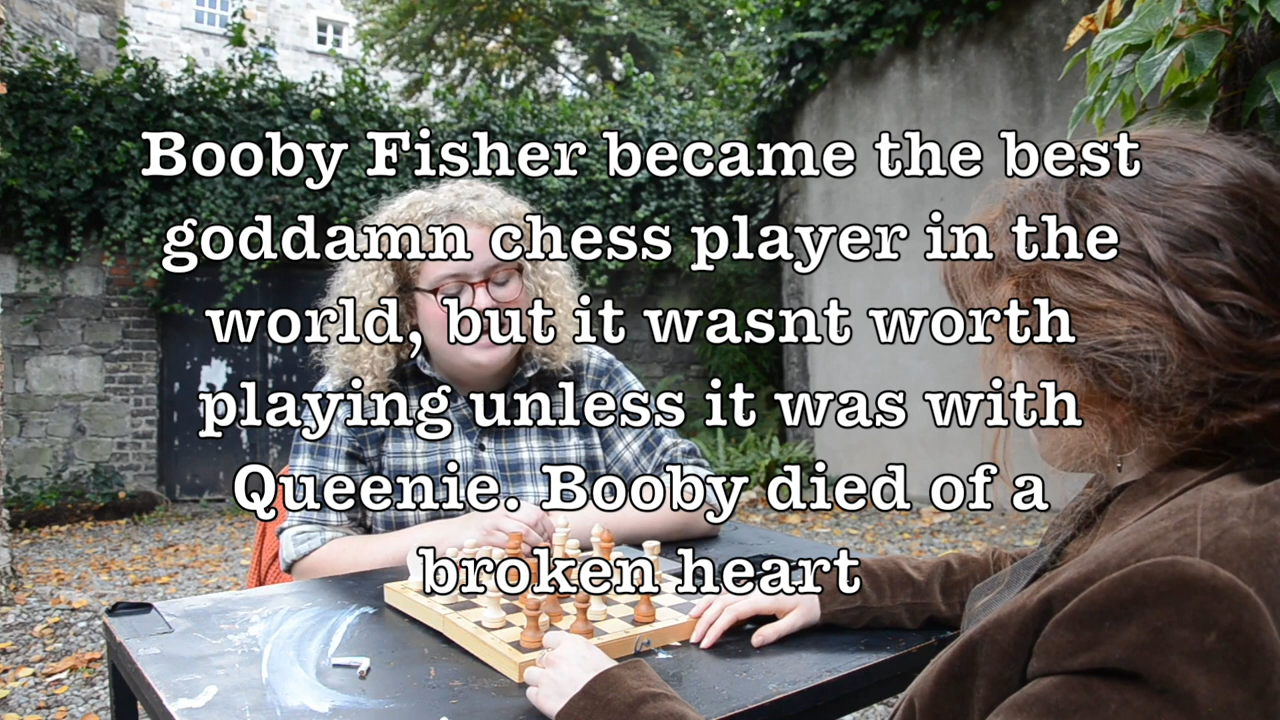 Booby Fisher became the best
goddamn chess player in the
world, but it wasnt worth
playing unless it was with
Queenie. Booby died of a
broken heart